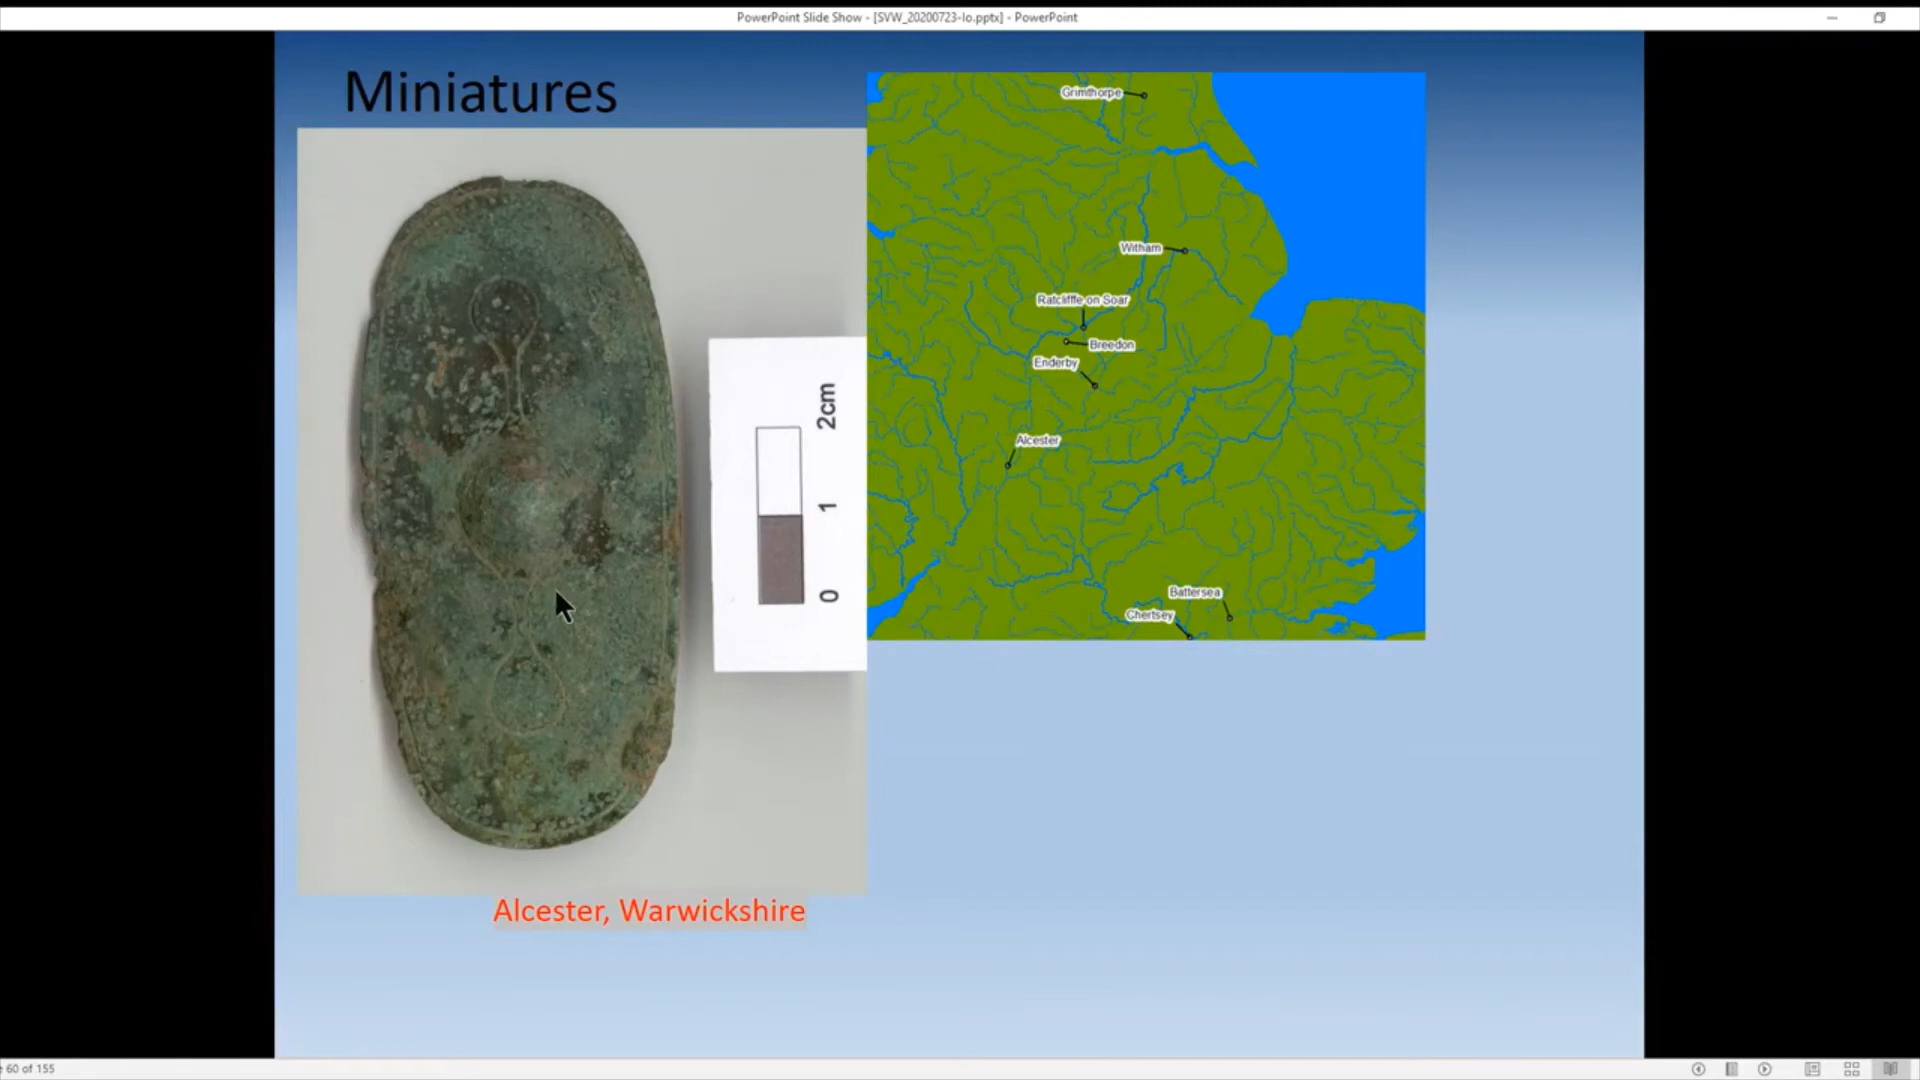 PowerPoint Slide Show - [SVW_20200723-lo.pptx] - PowerPoint
Miniatures
Grimthorpe
Witham
Ratclifffe on Soar
Breedon
Enderby
Alcester
Battersea
Chertsey
2cm
1
0
Alcester, Warwickshire
60 of 155